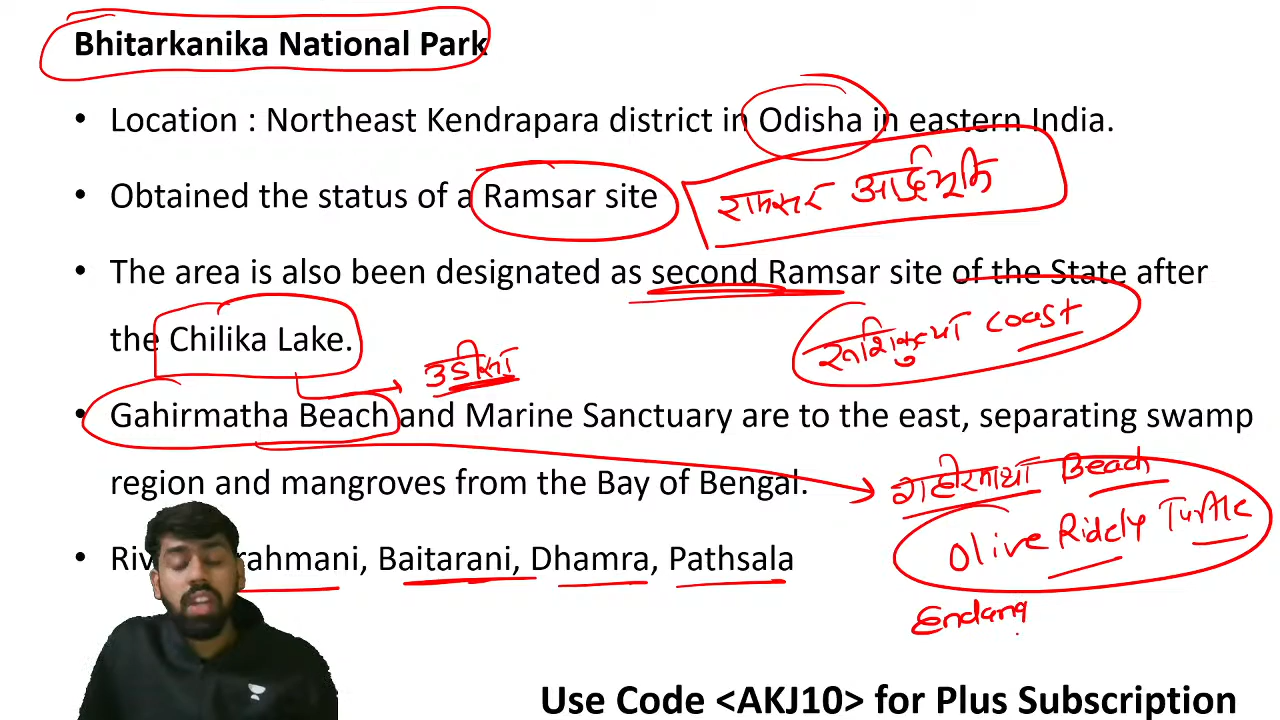 Bhitarkanika National Park
• Location : Northeast Kendrapara district in Odisha in eastern India.
• Obtained the status of a Ramsar site
रामसर आर्द्रभूमि
• The area is also been designated as second Ramsar site of the State after
the Chilika Lake.
Coast
उडीसा
• Gahirmatha Beach and Marine Sanctuary are to the east, separating swamp
गहीरमाथा Beach
region and mangroves from the Bay of Bengal.
Olive Ridely Turtle
• Baitarani, Dhamra, Pathsala
Endang
Use Code <AKJ10> for Plus Subscription